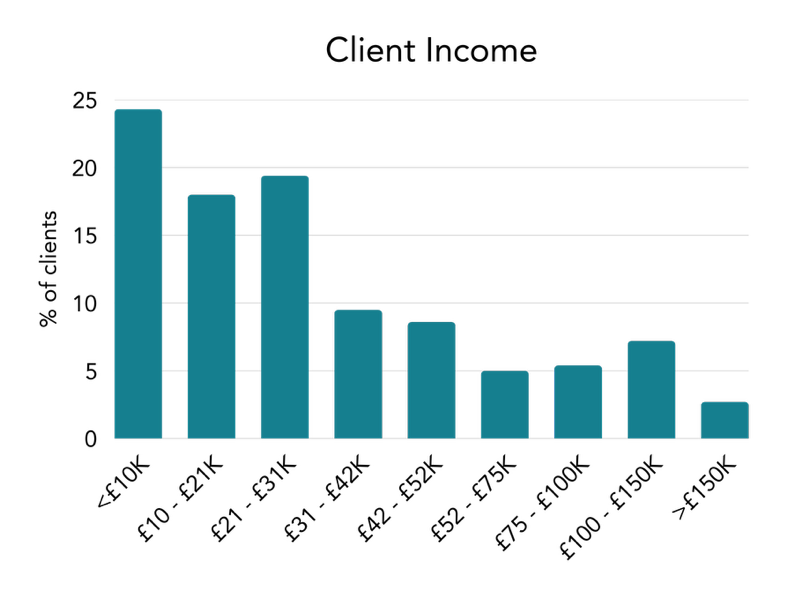 Client Income
% of clients
25
20
15
10
5
0
<£10K
£10 - £21K
£21 - £31K
£31 - £42K
£42 - £52K
£52 - £75K
£75 - £100K
£100 - £150K
>£150K